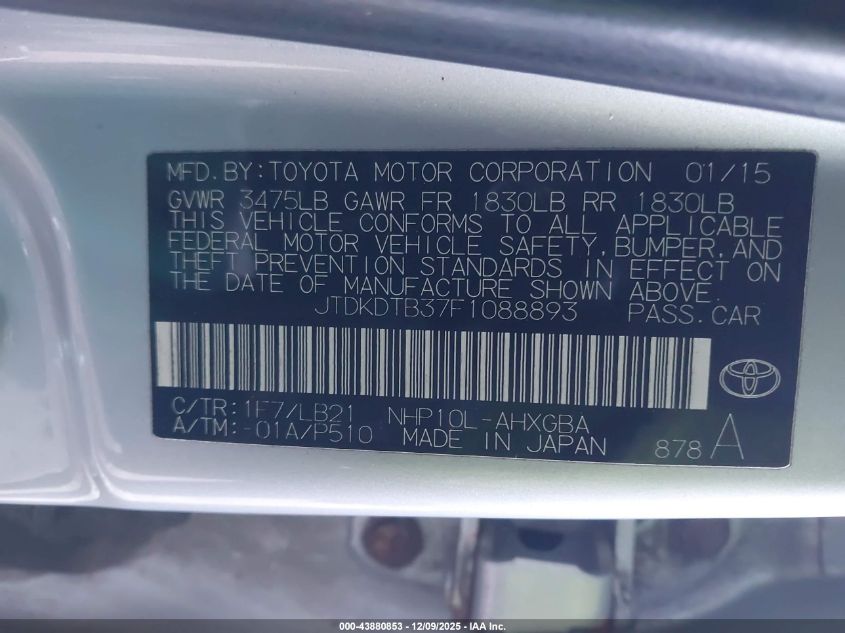 MFD. BY: TOYOTA MOTOR CORPORATION 01/15
GVWR 3475LB GAWR FR 1830LB RR 1830LB
THIS VEHICLE CONFORMS TO ALL APPLICABLE
FEDERAL MOTOR VEHICLE SAFETY, BUMPER, AND
THEFT PREVENTION STANDARDS IN EFFECT ON
THE DATE OF MANUFACTURE SHOWN ABOVE.
JTDKDTB37F1088893 PASS. CAR
C/TR: 1F7/LB21 NHP10L-AHXGBA
A/TM: -01A/P510 MADE IN JAPAN 878 A
000-43880853 - 12/09/2025 - IAA Inc.